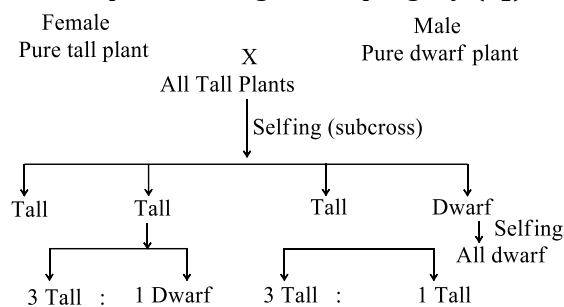 Female Male
Pure tall plant X Pure dwarf plant
All Tall Plants
Selfing (subcross)
Tall Tall Tall Dwarf
Selfing
All dwarf
3 Tall : 1 Dwarf 3 Tall : 1 Tall